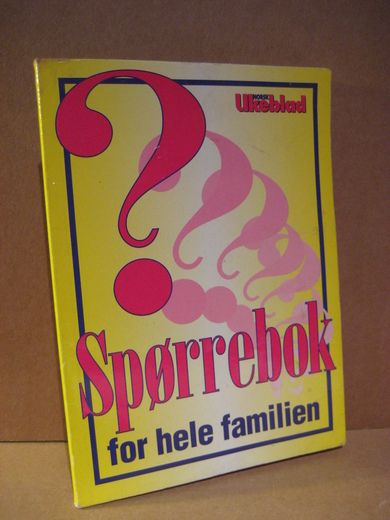 NORSK
Ukeblad
?
Spørrebok
for hele familien